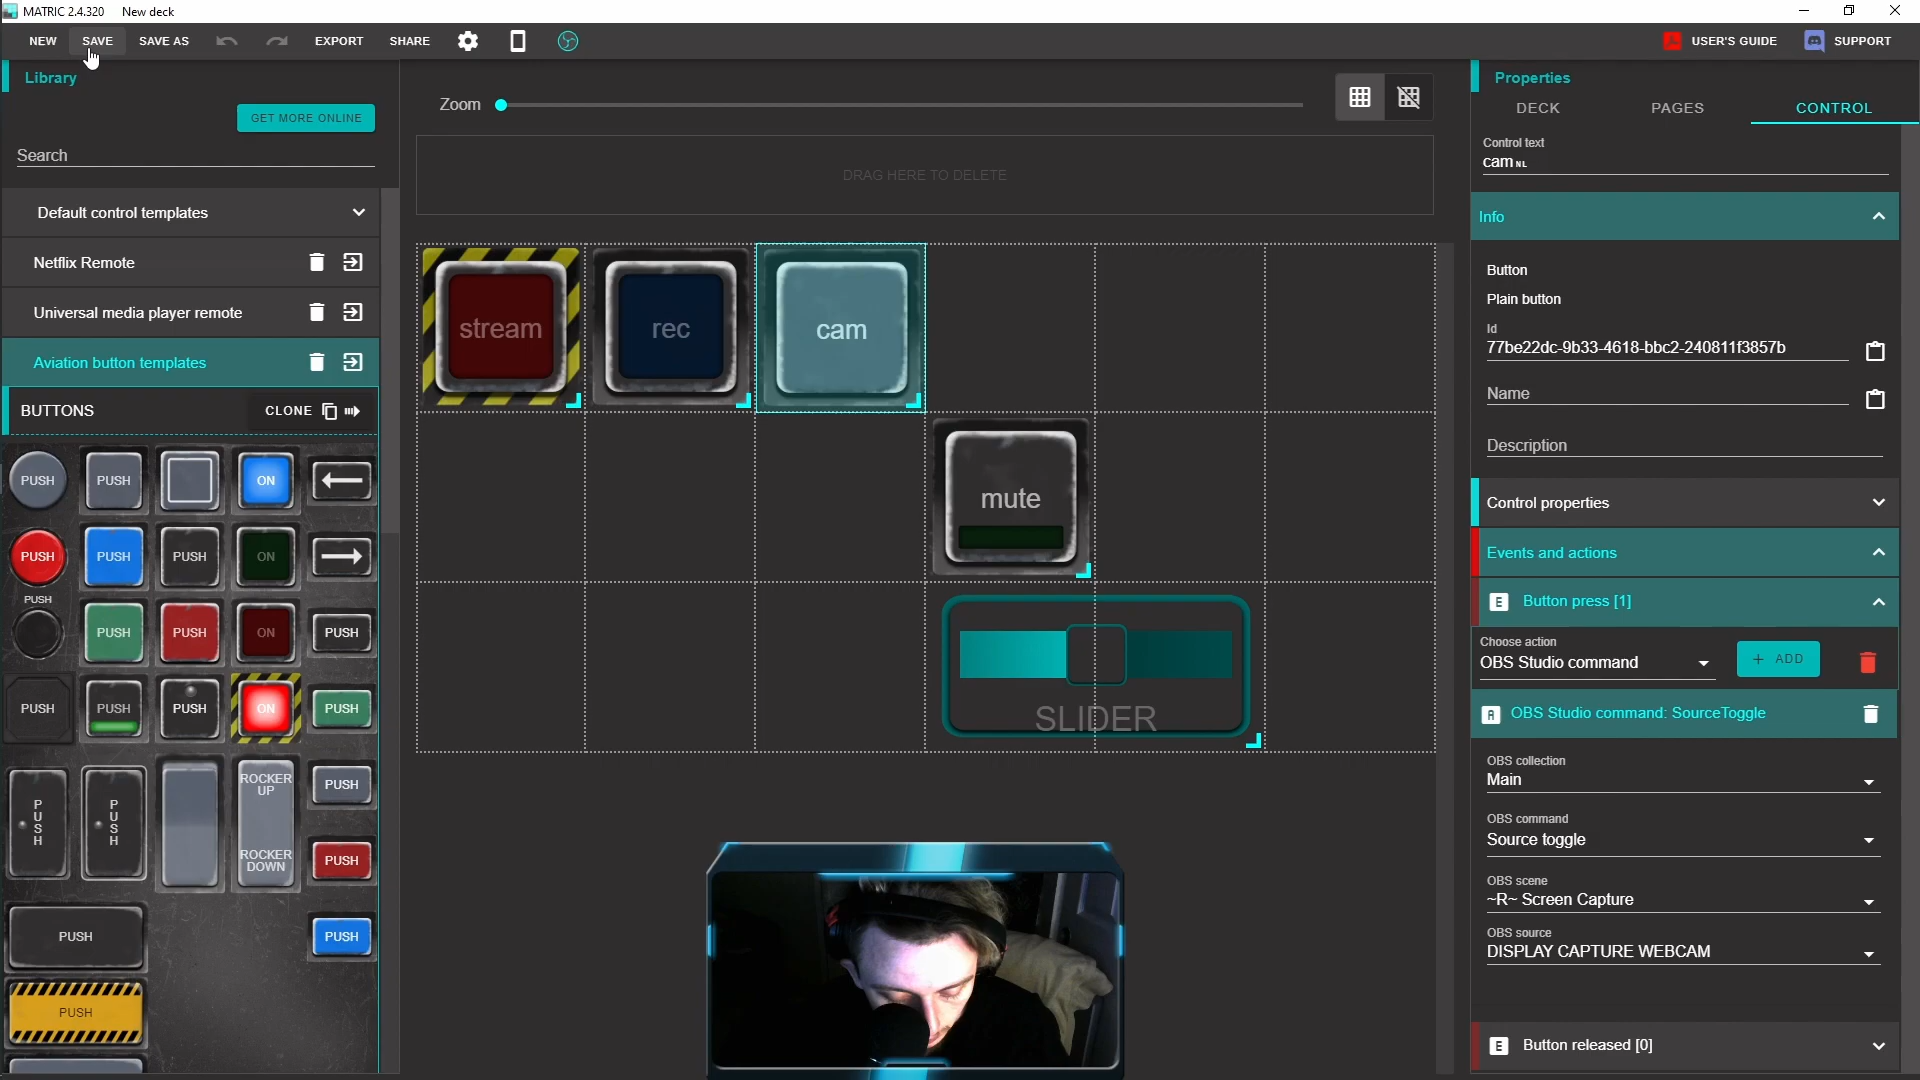 MATRIC 2.4.320 New deck
NEW SAVE SAVE AS EXPORT SHARE USER'S GUIDE SUPPORT
Library
GET MORE ONLINE
Search
Default control templates
Netflix Remote
Universal media player remote
Aviation button templates
BUTTONS CLONE
PUSH PUSH ON
PUSH PUSH PUSH ON
PUSH
PUSH PUSH ON PUSH
PUSH PUSH PUSH ON PUSH
PUSH PUSH ROCKER UP PUSH
ROCKER DOWN PUSH
PUSH PUSH
PUSH
Zoom
DRAG HERE TO DELETE
stream rec cam
mute
SLIDER
Properties
DECK PAGES CONTROL
Control text
cam NL
Info
Button
Plain button
Id
77be22dc-9b33-4618-bbc2-240811f3857b
Name
Description
Control properties
Events and actions
E Button press [1]
Choose action
OBS Studio command + ADD
A OBS Studio command: SourceToggle
OBS collection
Main
OBS command
Source toggle
OBS scene
~R~ Screen Capture
OBS source
DISPLAY CAPTURE WEBCAM
E Button released [0]